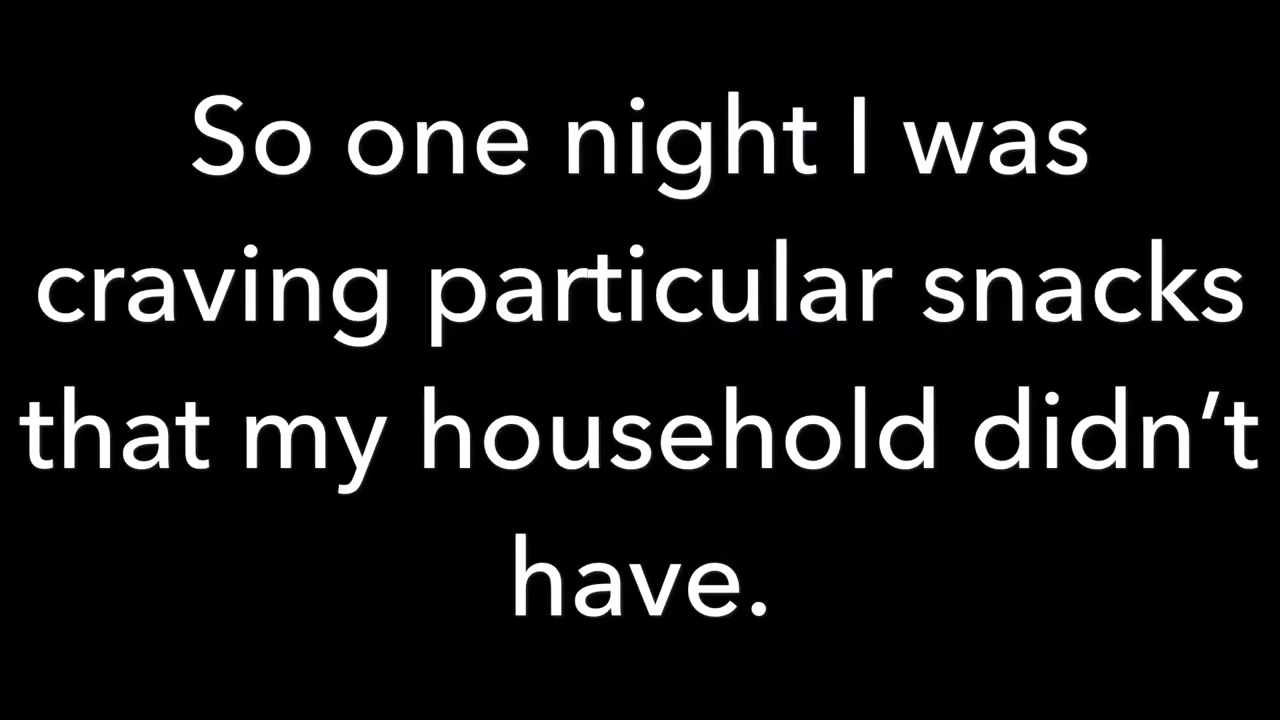 So one night I was
craving particular snacks
that my household didn’t
have.